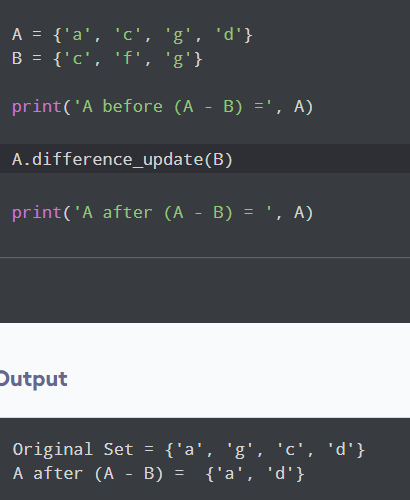 A = {'a', 'c', 'g', 'd'}
B = {'c', 'f', 'g'}
print('A before (A - B) =', A)
A.difference_update(B)
print('A after (A - B) = ', A)
Output
Original Set = {'a', 'g', 'c', 'd'}
A after (A - B) =  {'a', 'd'}